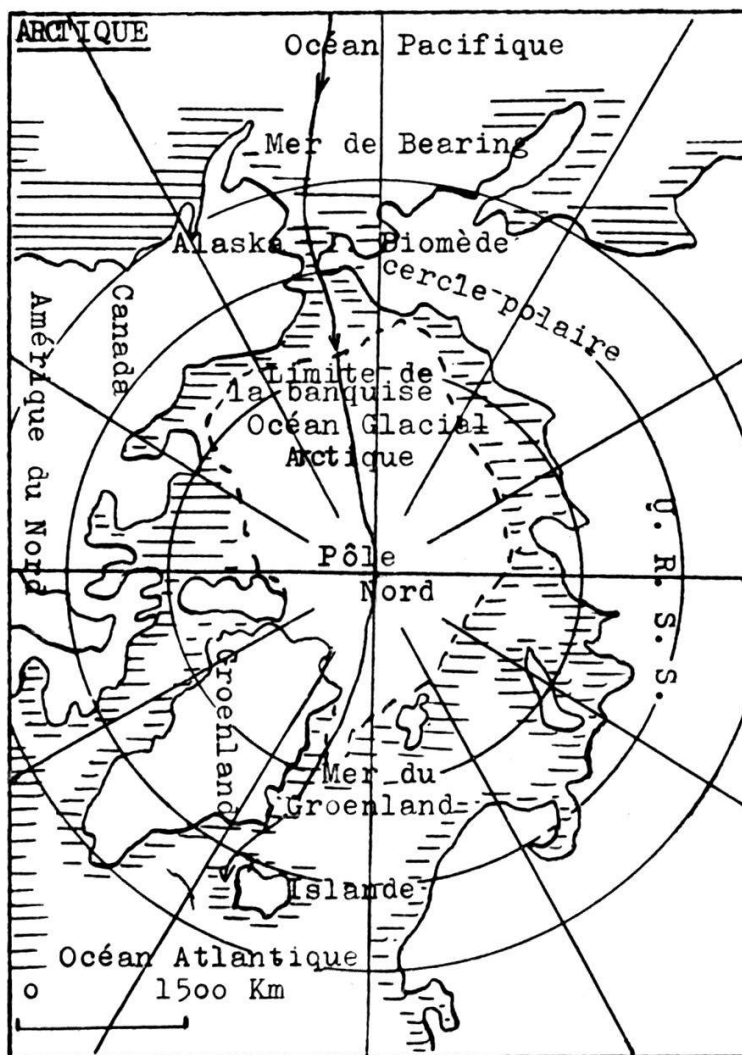 ARCTIQUE
Océan Pacifique
Mer de Bearing
Alaska I Biomède
cercle polaire
Canada
Amérique du Nord
Limite de
la banquise
Océan Glacial
Arctique
U. R. S. S.
Pôle
Nord
Groenland
Mer du
Groenland
Islande
Océan Atlantique
0 1500 Km